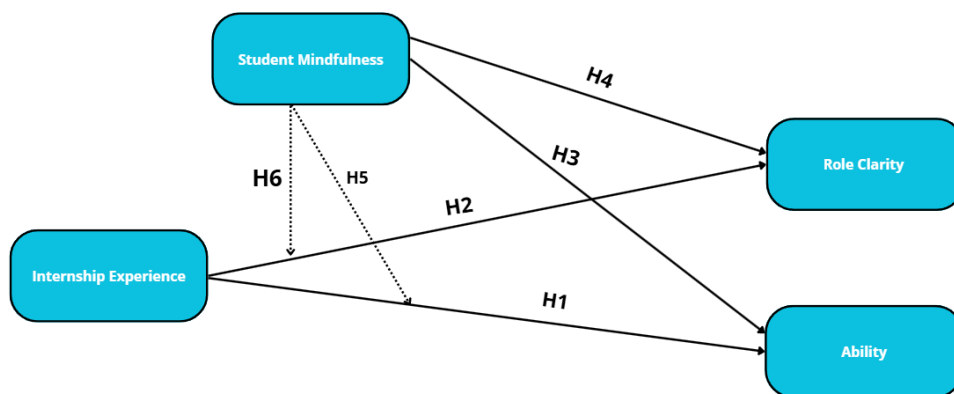 Student Mindfulness
H4
H3
Role Clarity
H6
H5
H2
Internship Experience
H1
Ability